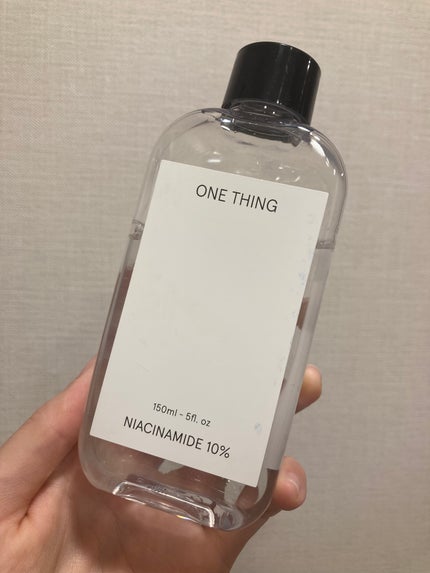 ONE THING
150ml - 5fl. oz
NIACINAMIDE 10%